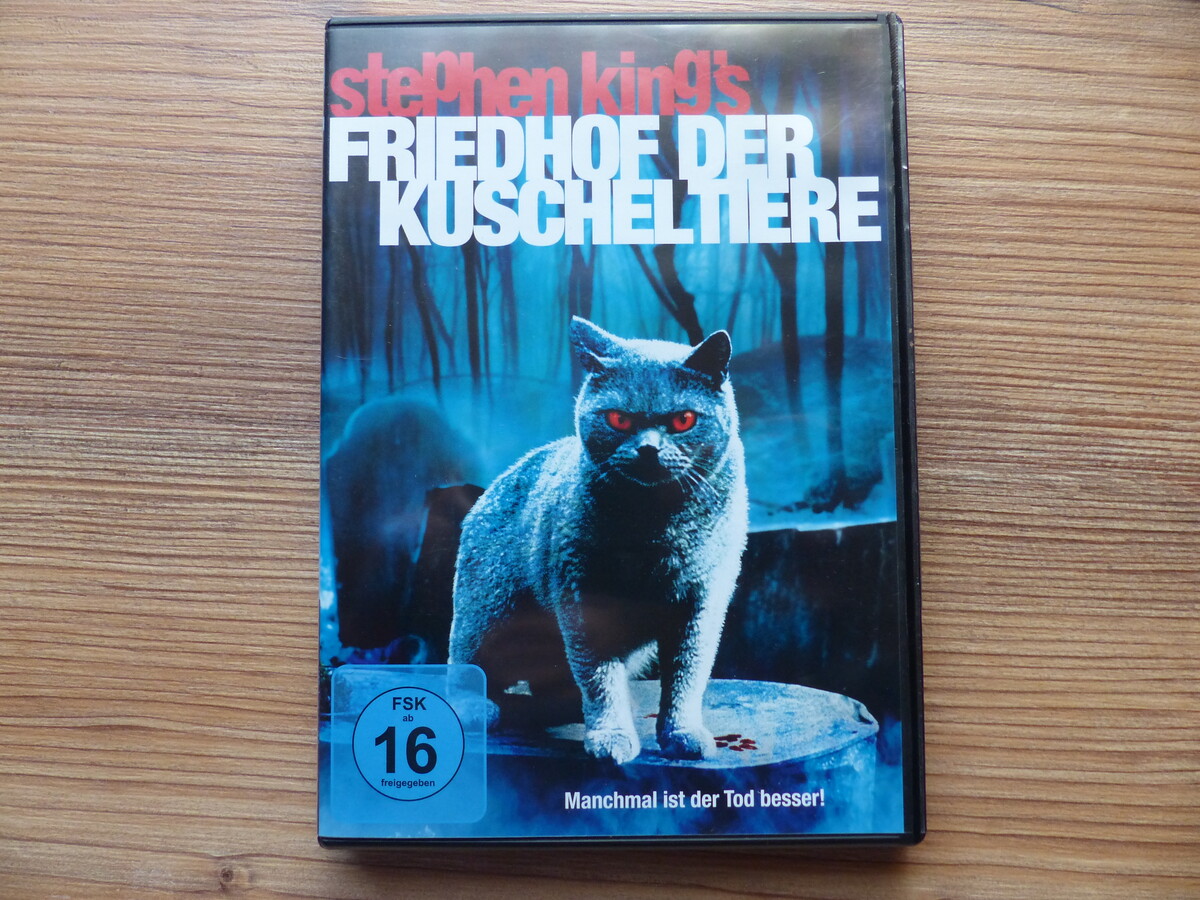 stephen king's
FRIEDHOF DER
KUSCHELTIERE
FSK
ab
16
freigegeben
Manchmal ist der Tod besser!